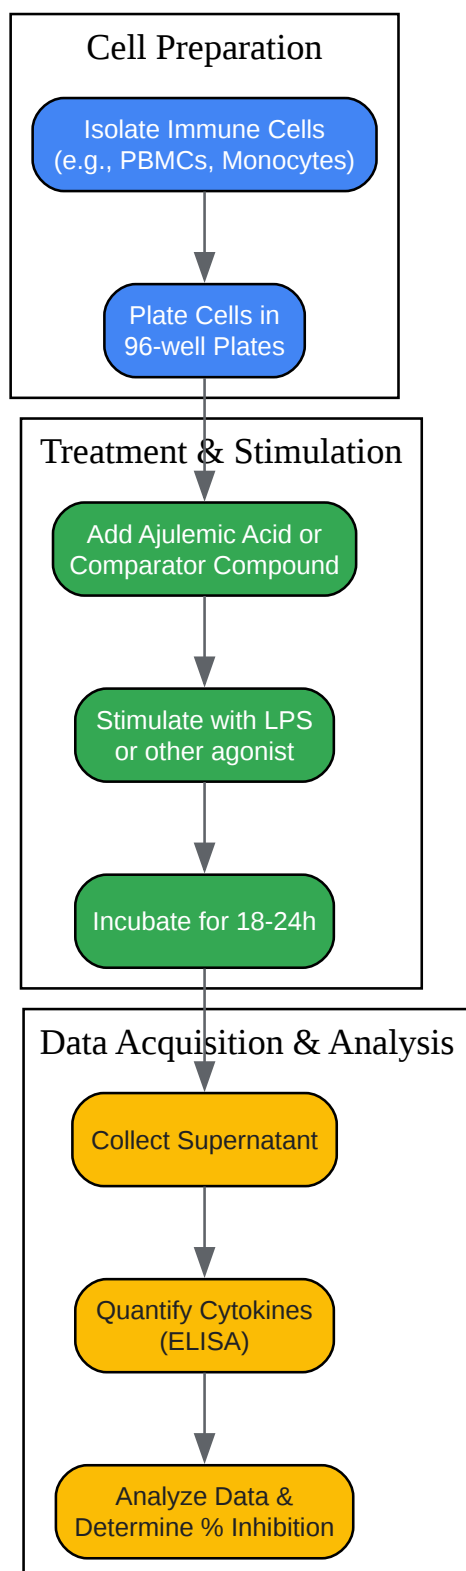 Cell Preparation
Isolate Immune Cells
(e.g., PBMCs, Monocytes)
Plate Cells in
96-well Plates
Treatment & Stimulation
Add Ajulemic Acid or
Comparator Compound
Stimulate with LPS
or other agonist
Incubate for 18-24h
Data Acquisition & Analysis
Collect Supernatant
Quantify Cytokines
(ELISA)
Analyze Data &
Determine % Inhibition